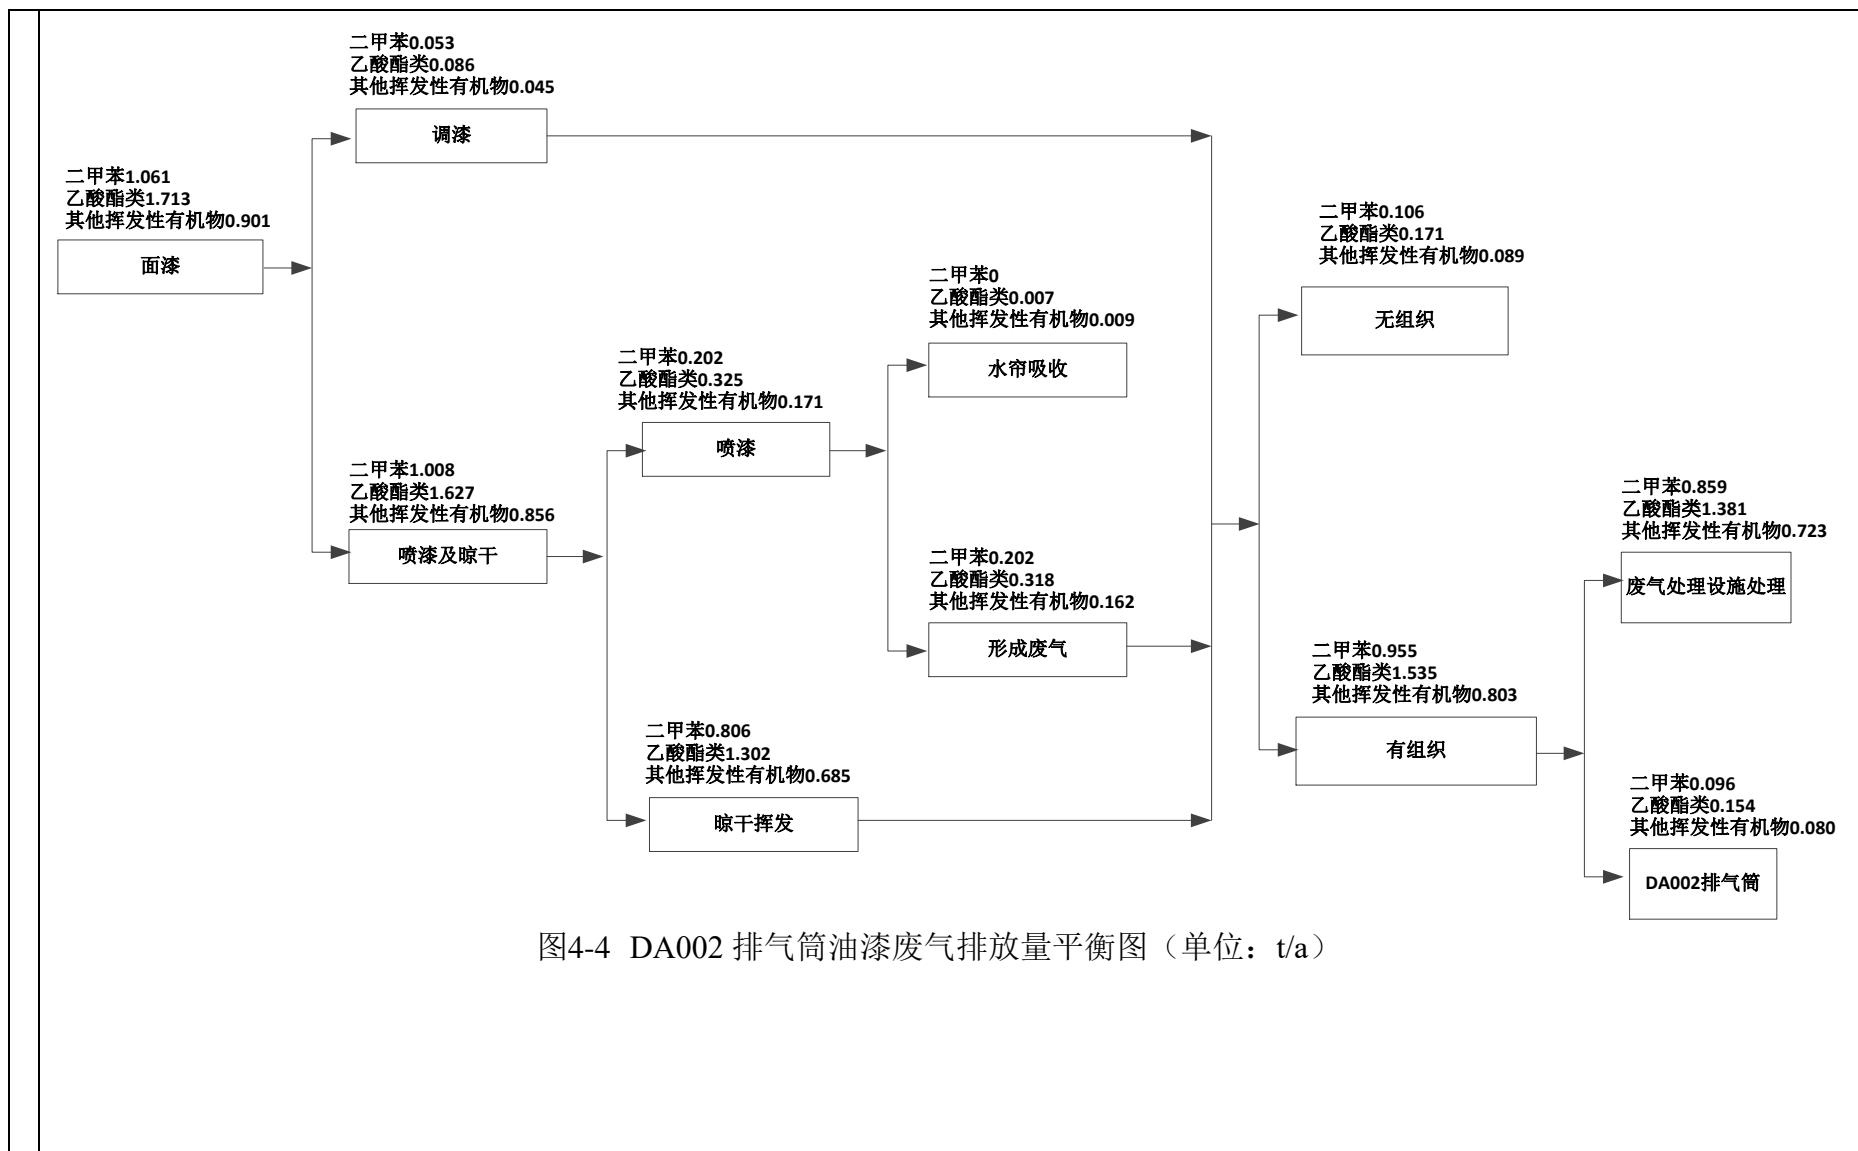 二甲苯0.053
乙酸酯类0.086
其他挥发性有机物0.045
调漆
二甲苯1.061
乙酸酯类1.713
其他挥发性有机物0.901
面漆
二甲苯1.008
乙酸酯类1.627
其他挥发性有机物0.856
喷漆及晾干
二甲苯0.202
乙酸酯类0.325
其他挥发性有机物0.171
喷漆
二甲苯0.806
乙酸酯类1.302
其他挥发性有机物0.685
晾干挥发
二甲苯0
乙酸酯类0.007
其他挥发性有机物0.009
水帘吸收
二甲苯0.202
乙酸酯类0.318
其他挥发性有机物0.162
形成废气
二甲苯0.106
乙酸酯类0.171
其他挥发性有机物0.089
无组织
二甲苯0.955
乙酸酯类1.535
其他挥发性有机物0.803
有组织
二甲苯0.859
乙酸酯类1.381
其他挥发性有机物0.723
废气处理设施处理
二甲苯0.096
乙酸酯类0.154
其他挥发性有机物0.080
DA002排气筒
图4-4 DA002 排气筒油漆废气排放量平衡图（单位：t/a）